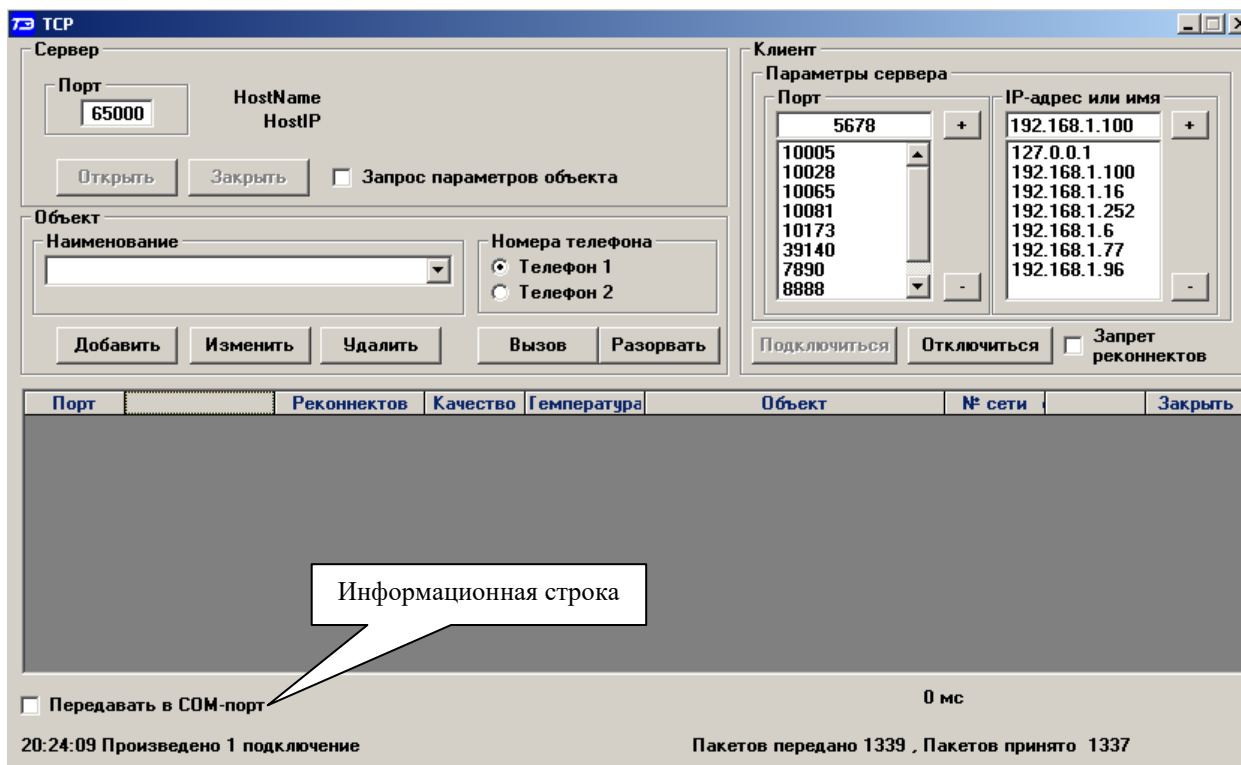 ТЭ TCP
Сервер
Порт
65000
HostName
HostIP
Открыть
Закрыть
Запрос параметров объекта
Объект
Наименование
Номера телефона
Телефон 1
Телефон 2
Добавить
Изменить
Удалить
Вызов
Разорвать
Клиент
Параметры сервера
Порт
5678
+
10005
10028
10065
10081
10173
39140
7890
8888
-
IP-адрес или имя
192.168.1.100
+
127.0.0.1
192.168.1.100
192.168.1.16
192.168.1.252
192.168.1.6
192.168.1.77
192.168.1.96
-
Подключиться
Отключиться
Запрет
реконнектов
Порт Реконнектов Качество Температура Объект № сети Закрыть
Информационная строка
Передавать в COM-порт
0 мс
20:24:09 Произведено 1 подключение
Пакетов передано 1339 , Пакетов принято 1337